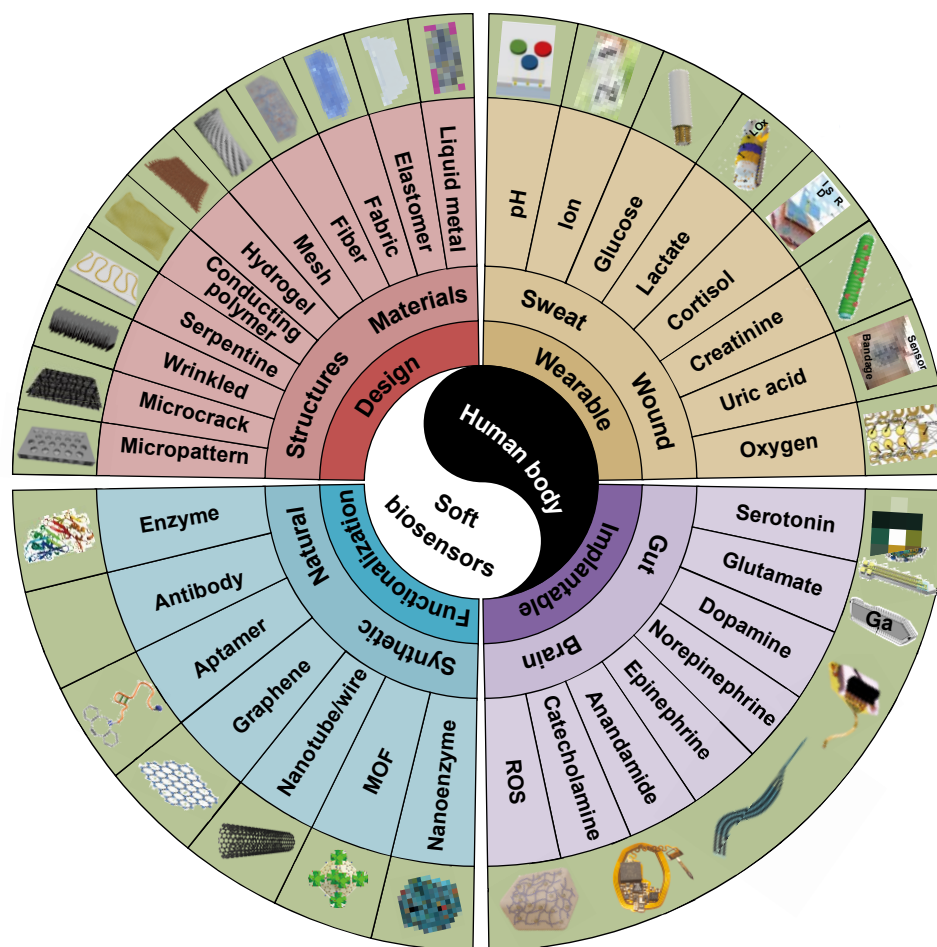 Liquid metal
Elastomer
Fabric
Fiber
Mesh
Hydrogel
Conducting
polymer
Serpentine
Wrinkled
Microcrack
Micropattern
Materials
Structures
Design
pH
Ion
Glucose
Lactate
Cortisol
Creatinine
Uric acid
Oxygen
Sweat
Wound
Wearable
LOx
Sensor
Bandage
Human body
Soft
biosensors
Enzyme
Antibody
Aptamer
Graphene
Nanotube/wire
MOF
Nanoenzyme
Natural
Synthetic
Functionalization
Serotonin
Glutamate
Dopamine
Norepinephrine
Epinephrine
Anandamide
Catecholamine
ROS
Gut
Brain
Implantable
Ga